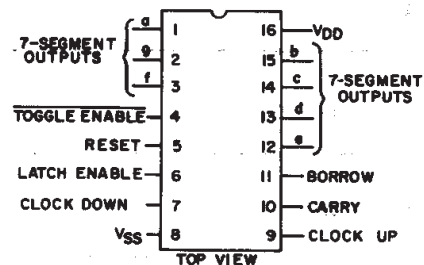 a 1 16 VDD
7-SEGMENT OUTPUTS g 2 15 b
f 3 14 c 7-SEGMENT OUTPUTS
TOGGLE ENABLE 4 13 d
RESET 5 12 e
LATCH ENABLE 6 11 BORROW
CLOCK DOWN 7 10 CARRY
VSS 8 9 CLOCK UP
TOP VIEW